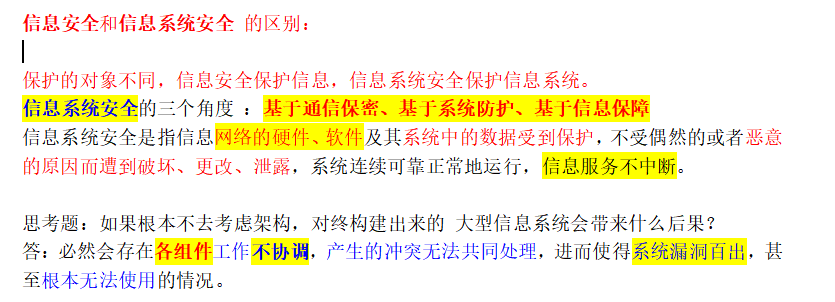 信息安全和信息系统安全 的区别：
保护的对象不同，信息安全保护信息，信息系统安全保护信息系统。
信息系统安全的三个角度 ：基于通信保密、基于系统防护、基于信息保障
信息系统安全是指信息网络的硬件、软件及其系统中的数据受到保护，不受偶然的或者恶意
的原因而遭到破坏、更改、泄露，系统连续可靠正常地运行，信息服务不中断。
思考题：如果根本不去考虑架构，对终构建出来的 大型信息系统会带来什么后果？
答：必然会存在各组件工作不协调，产生的冲突无法共同处理，进而使得系统漏洞百出，甚
至根本无法使用的情况。